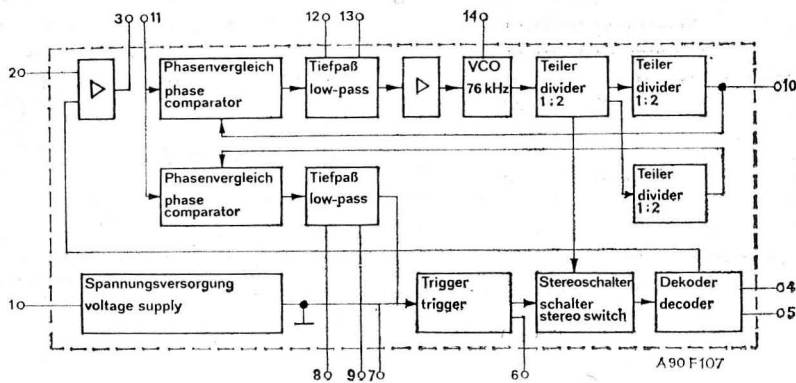 3 11 12 13 14
2
Phasenvergleich
phase
comparator
Tiefpaß
low-pass
VCO
76 kHz
Teiler
divider
1:2
Teiler
divider
1:2
10
Phasenvergleich
phase
comparator
Tiefpaß
low-pass
Teiler
divider
1:2
1
Spannungsversorgung
voltage supply
Trigger
trigger
Stereoschalter
schalter
stereo switch
Dekoder
decoder
4
5
8 9 7 6
A90F107